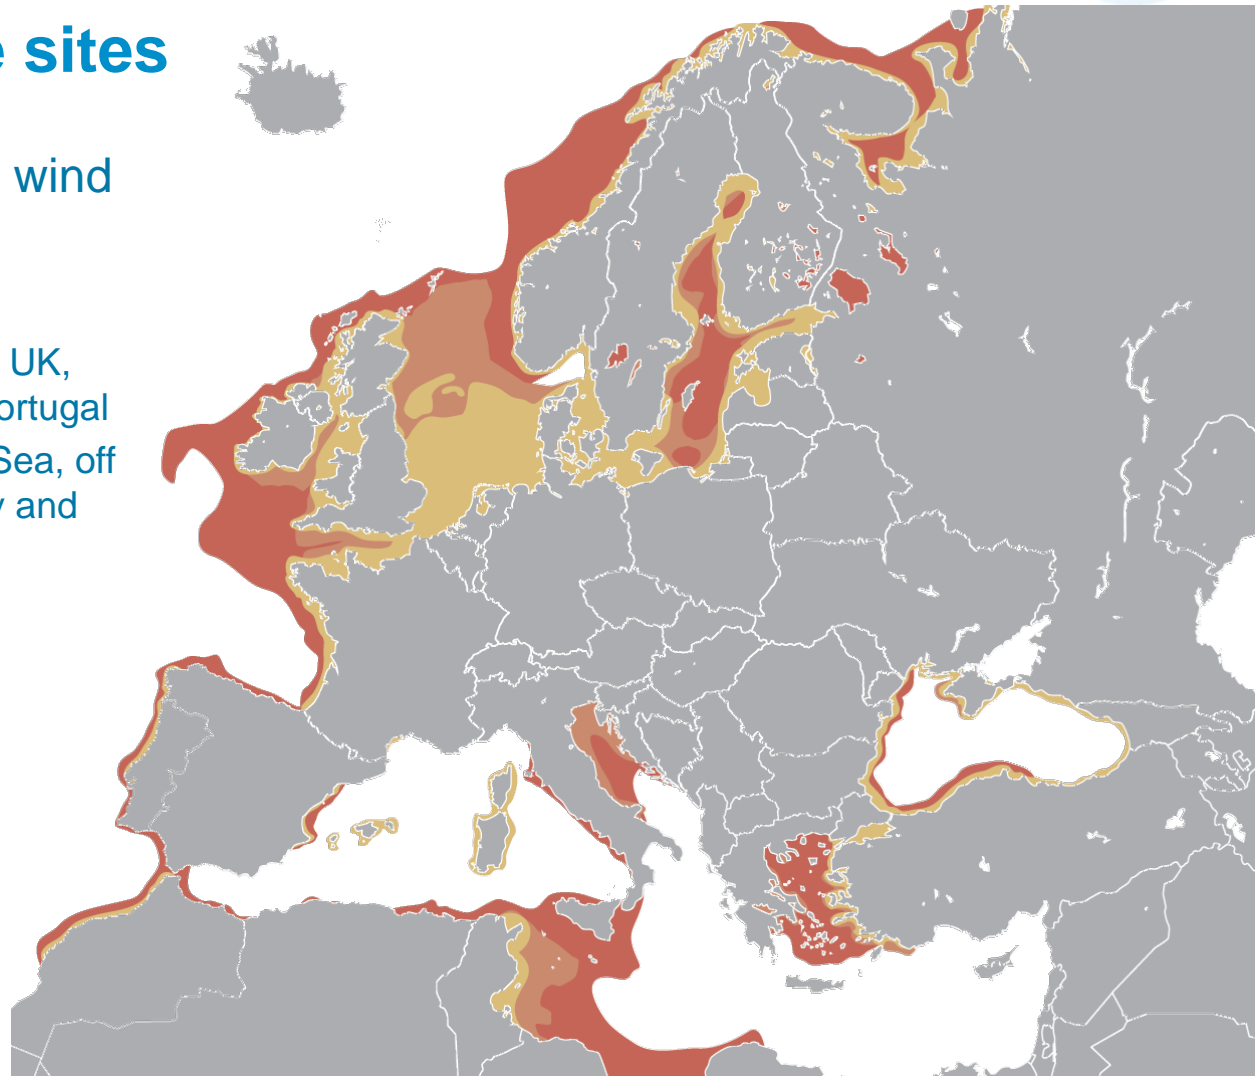 e sites
wind
UK,
ortugal
Sea, off
y and